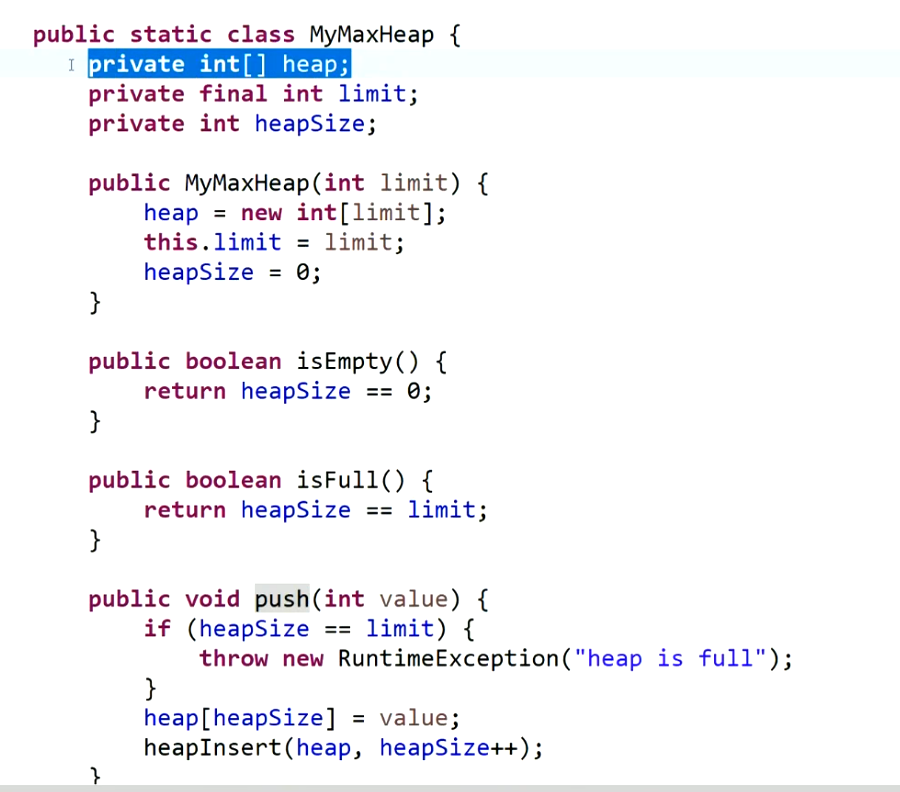 public static class MyMaxHeap {
private int[] heap;
private final int limit;
private int heapSize;
public MyMaxHeap(int limit) {
heap = new int[limit];
this.limit = limit;
heapSize = 0;
}
public boolean isEmpty() {
return heapSize == 0;
}
public boolean isFull() {
return heapSize == limit;
}
public void push(int value) {
if (heapSize == limit) {
throw new RuntimeException("heap is full");
}
heap[heapSize] = value;
heapInsert(heap, heapSize++);
}